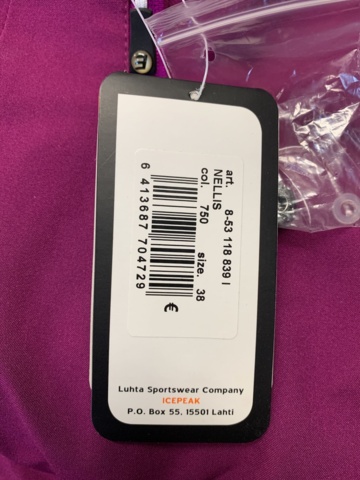 art. 8-53 118 839 I
NELLIS
col. 750 size. 38
6 413687 704729
€
Luhta Sportswear Company
ICEPEAK
P.O. Box 55, 15501 Lahti